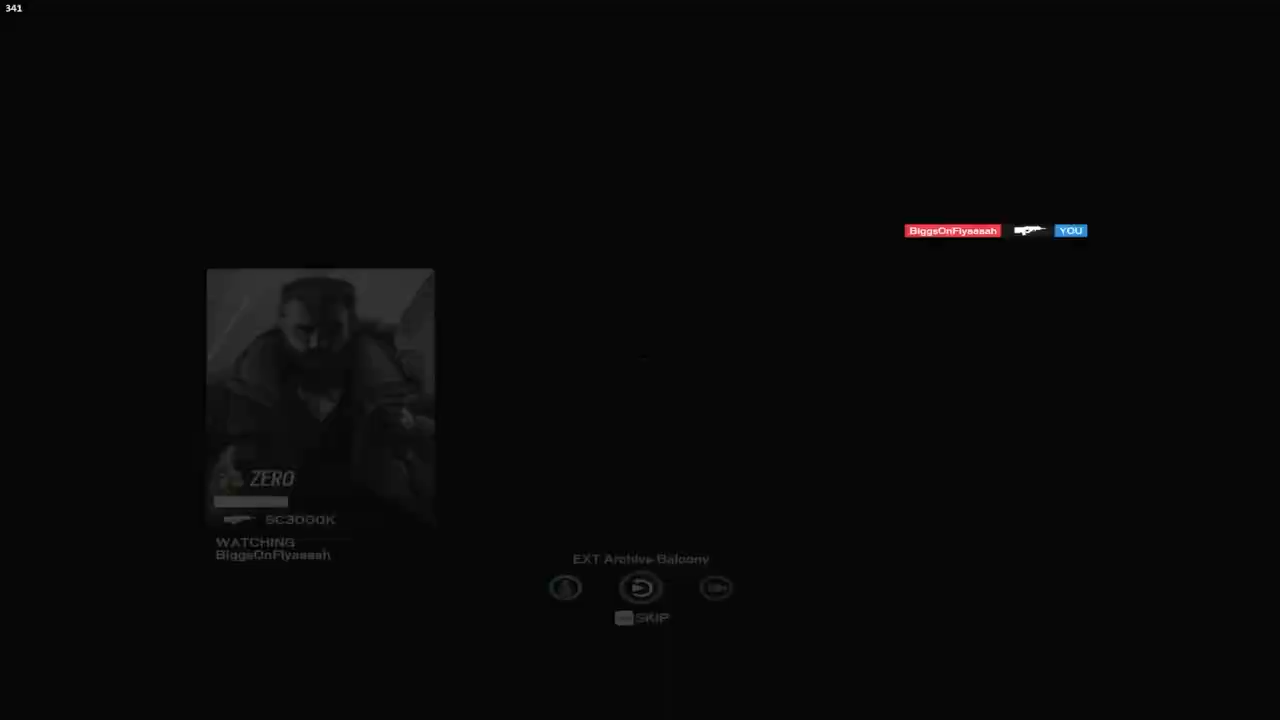 341
BiggsOnFlyaaaah YOU
ZERO
SC3000K
WATCHING
BiggsOnFlyaaaah
EXT Archive Balcony
SKIP